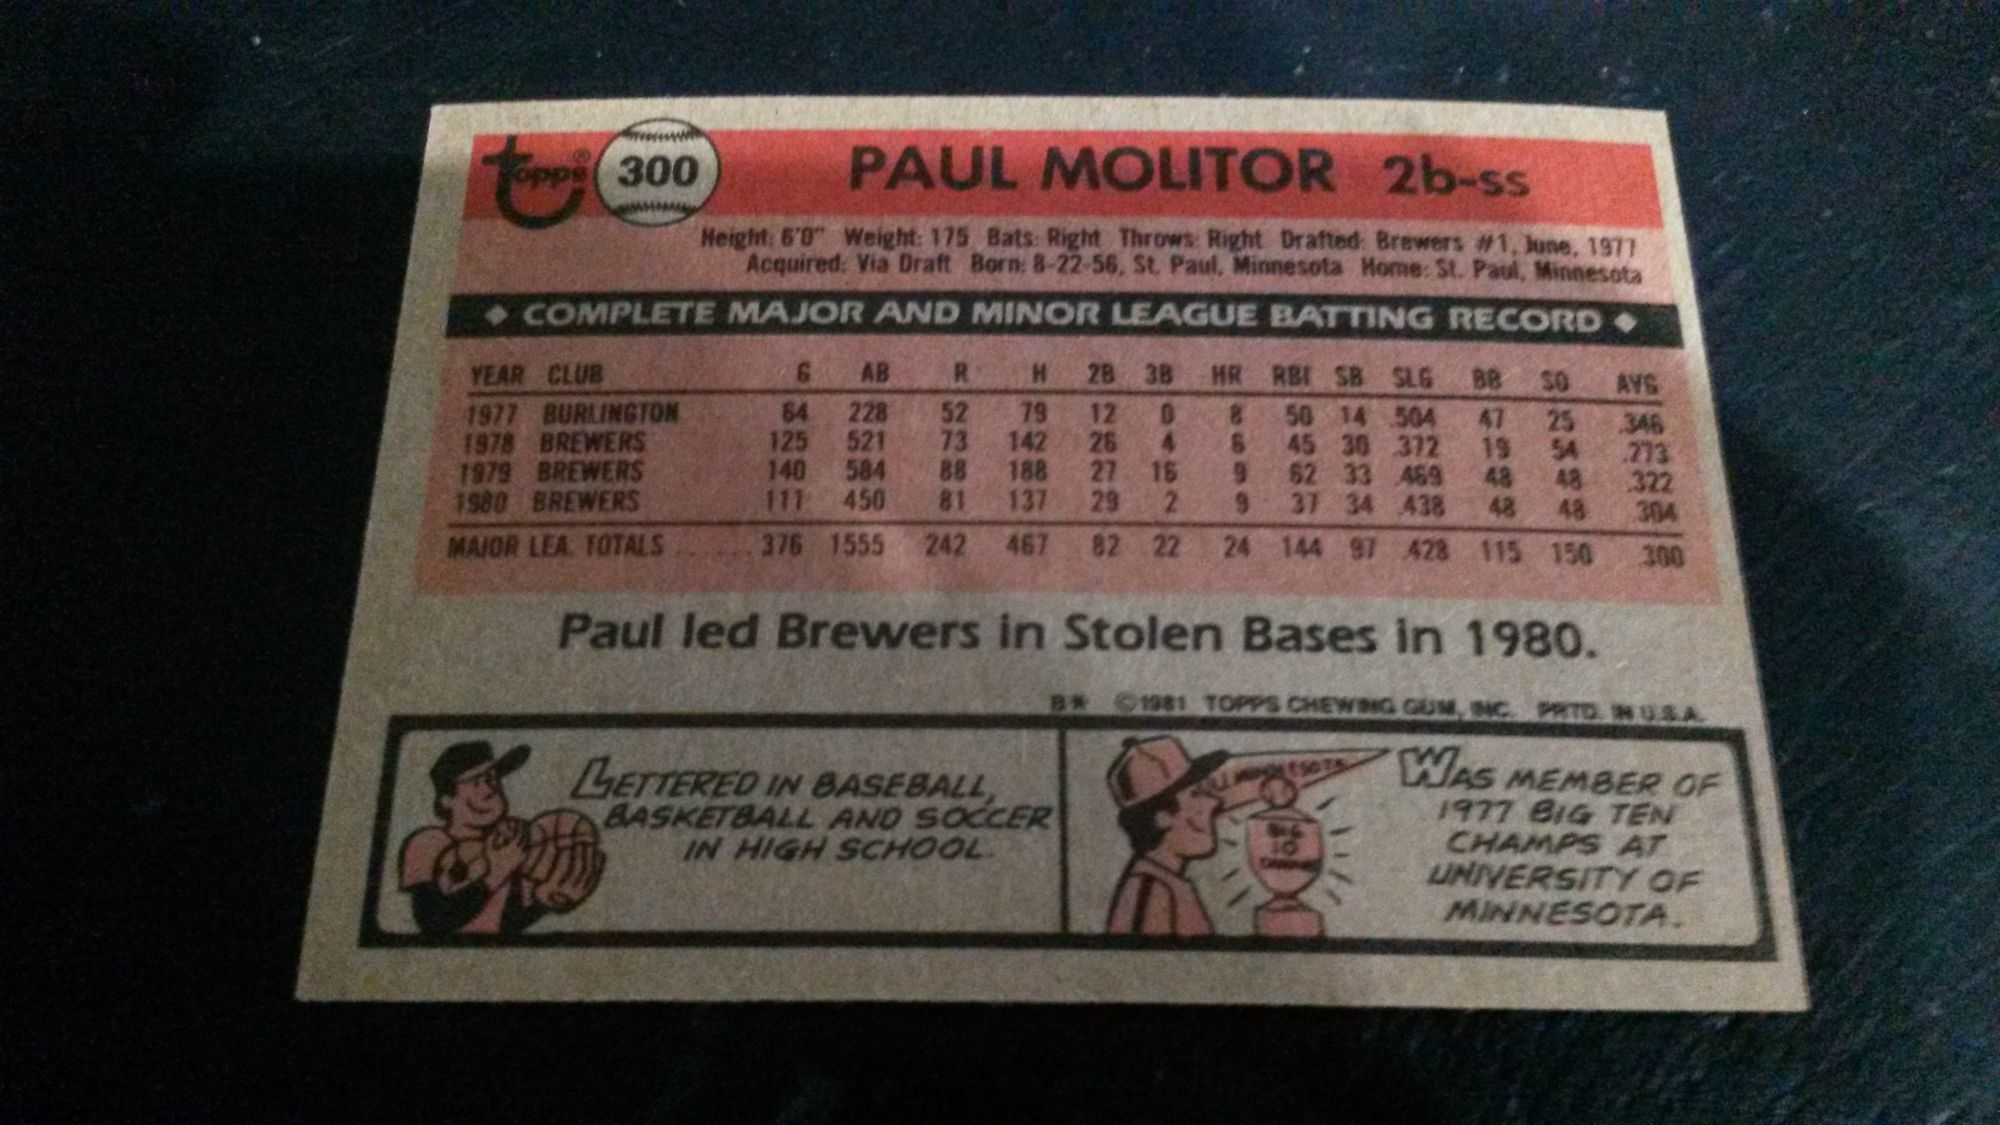 topps® 300 PAUL MOLITOR 2b-ss
Height: 6'0" Weight: 175 Bats: Right Throws: Right Drafted: Brewers #1, June, 1977
Acquired: Via Draft Born: 8-22-56, St. Paul, Minnesota Home: St. Paul, Minnesota
COMPLETE MAJOR AND MINOR LEAGUE BATTING RECORD
YEAR CLUB G AB R H 2B 3B HR RBI SB SLG BB SO AVG
1977 BURLINGTON 64 228 52 79 12 0 8 50 14 .504 47 25 .346
1978 BREWERS 125 521 73 142 26 4 6 45 30 .372 19 54 .273
1979 BREWERS 140 584 88 188 27 16 9 62 33 .469 48 48 .322
1980 BREWERS 111 450 81 137 29 2 9 37 34 .438 48 48 .304
MAJOR LEA. TOTALS ...... 376 1555 242 467 82 22 24 144 97 .428 115 150 .300
Paul led Brewers in Stolen Bases in 1980.
B* ©1981 TOPPS CHEWING GUM, INC. PRTD. IN U.S.A.
LETTERED IN BASEBALL,
BASKETBALL AND SOCCER
IN HIGH SCHOOL.
MINNESOTA
BIG
10
WAS MEMBER OF
1977 BIG TEN
CHAMPS AT
UNIVERSITY OF
MINNESOTA.